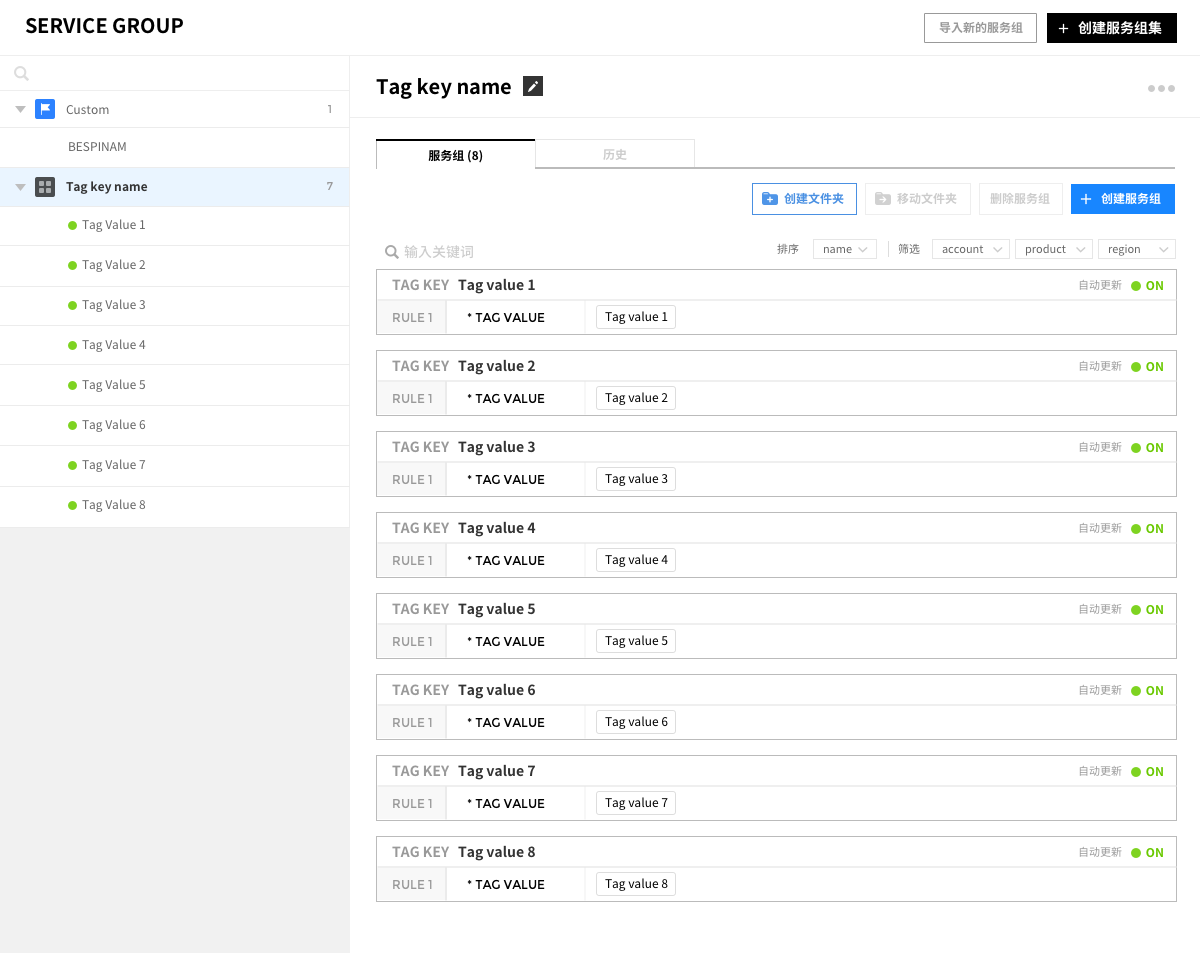 SERVICE GROUP
导入新的服务组
+ 创建服务组集
Custom 1
BESPINAM
Tag key name 7
Tag Value 1
Tag Value 2
Tag Value 3
Tag Value 4
Tag Value 5
Tag Value 6
Tag Value 7
Tag Value 8
Tag key name
服务组 (8) 历史
创建文件夹 移动文件夹 删除服务组 + 创建服务组
输入关键词 排序 name 筛选 account product region
TAG KEY Tag value 1 自动更新 ON
RULE 1 * TAG VALUE Tag value 1
TAG KEY Tag value 2 自动更新 ON
RULE 1 * TAG VALUE Tag value 2
TAG KEY Tag value 3 自动更新 ON
RULE 1 * TAG VALUE Tag value 3
TAG KEY Tag value 4 自动更新 ON
RULE 1 * TAG VALUE Tag value 4
TAG KEY Tag value 5 自动更新 ON
RULE 1 * TAG VALUE Tag value 5
TAG KEY Tag value 6 自动更新 ON
RULE 1 * TAG VALUE Tag value 6
TAG KEY Tag value 7 自动更新 ON
RULE 1 * TAG VALUE Tag value 7
TAG KEY Tag value 8 自动更新 ON
RULE 1 * TAG VALUE Tag value 8